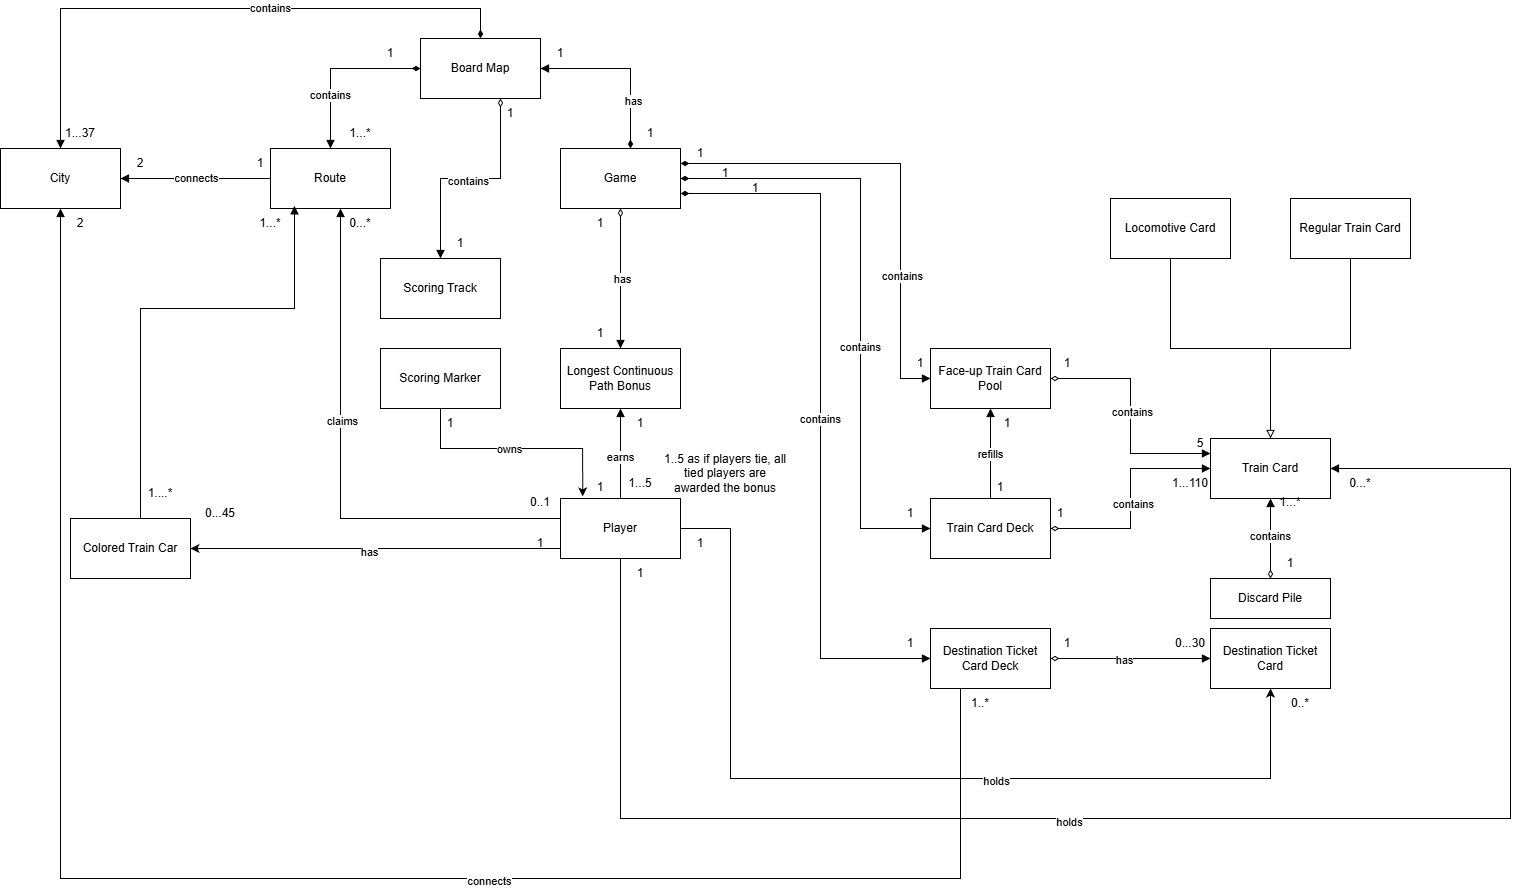 contains
1
Board Map
1
contains
has
1
1...37
1...*
1
1
contains
City
2
connects
1
Route
Game
1
1
1
2
1...*
0...*
1
1
Locomotive Card
Regular Train Card
contains
has
Scoring Track
contains
contains
1
1
1
Scoring Marker
Longest Continuous
Path Bonus
Face-up Train Card
Pool
contains
claims
1
1
1
owns
earns
1..5 as if players tie, all
tied players are
awarded the bonus
contains
refills
5
Train Card
1...110
0...*
1....*
0...45
0..1
1
1...5
1
1
1
contains
1...*
Colored Train Car
has
1
Player
1
Train Card Deck
contains
1
1
Discard Pile
1
Destination Ticket
Card Deck
1
has
0...30
Destination Ticket
Card
1..*
0..*
holds
holds
connects